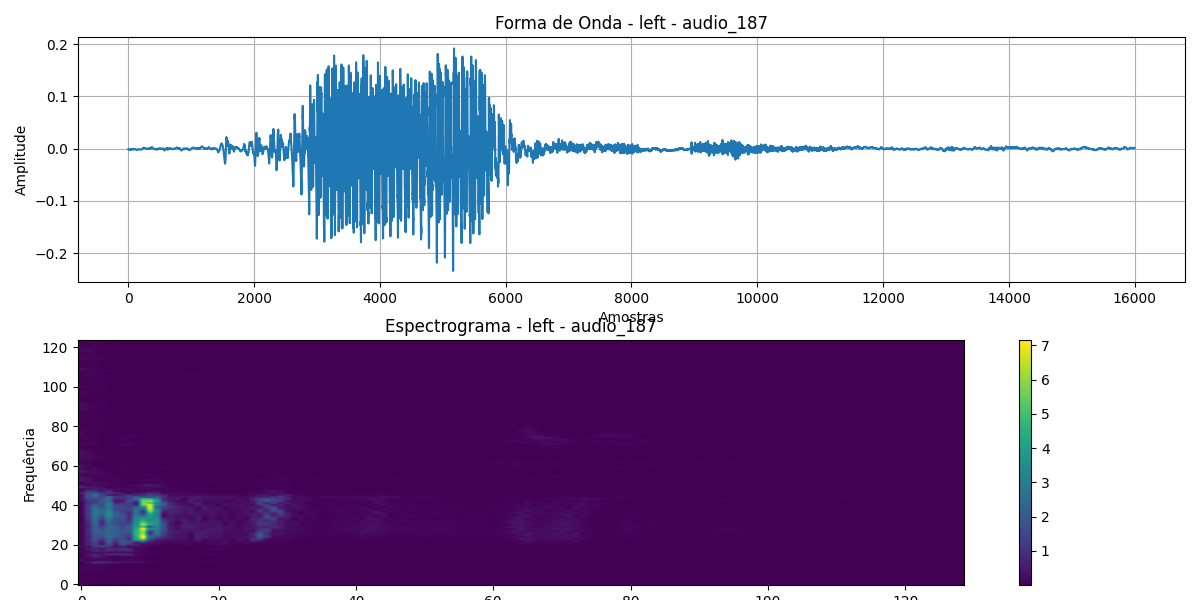 Forma de Onda - left - audio_187
Amplitude
0.2
0.1
0.0
−0.1
−0.2
0 2000 4000 6000 8000 10000 12000 14000 16000
Amostras
Espectrograma - left - audio_187
Frequência
120
100
80
60
40
20
0
0 20 40 60 80 100 120
7
6
5
4
3
2
1